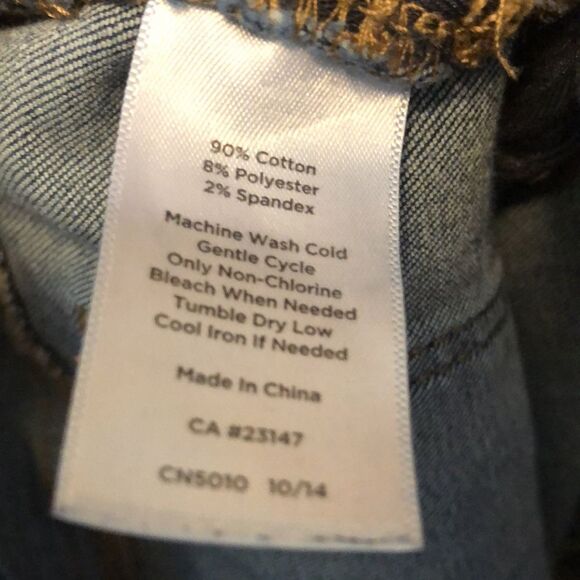 90% Cotton
8% Polyester
2% Spandex
Machine Wash Cold
Gentle Cycle
Only Non-Chlorine
Bleach When Needed
Tumble Dry Low
Cool Iron If Needed
Made In China
CA #23147
CN5010 10/14